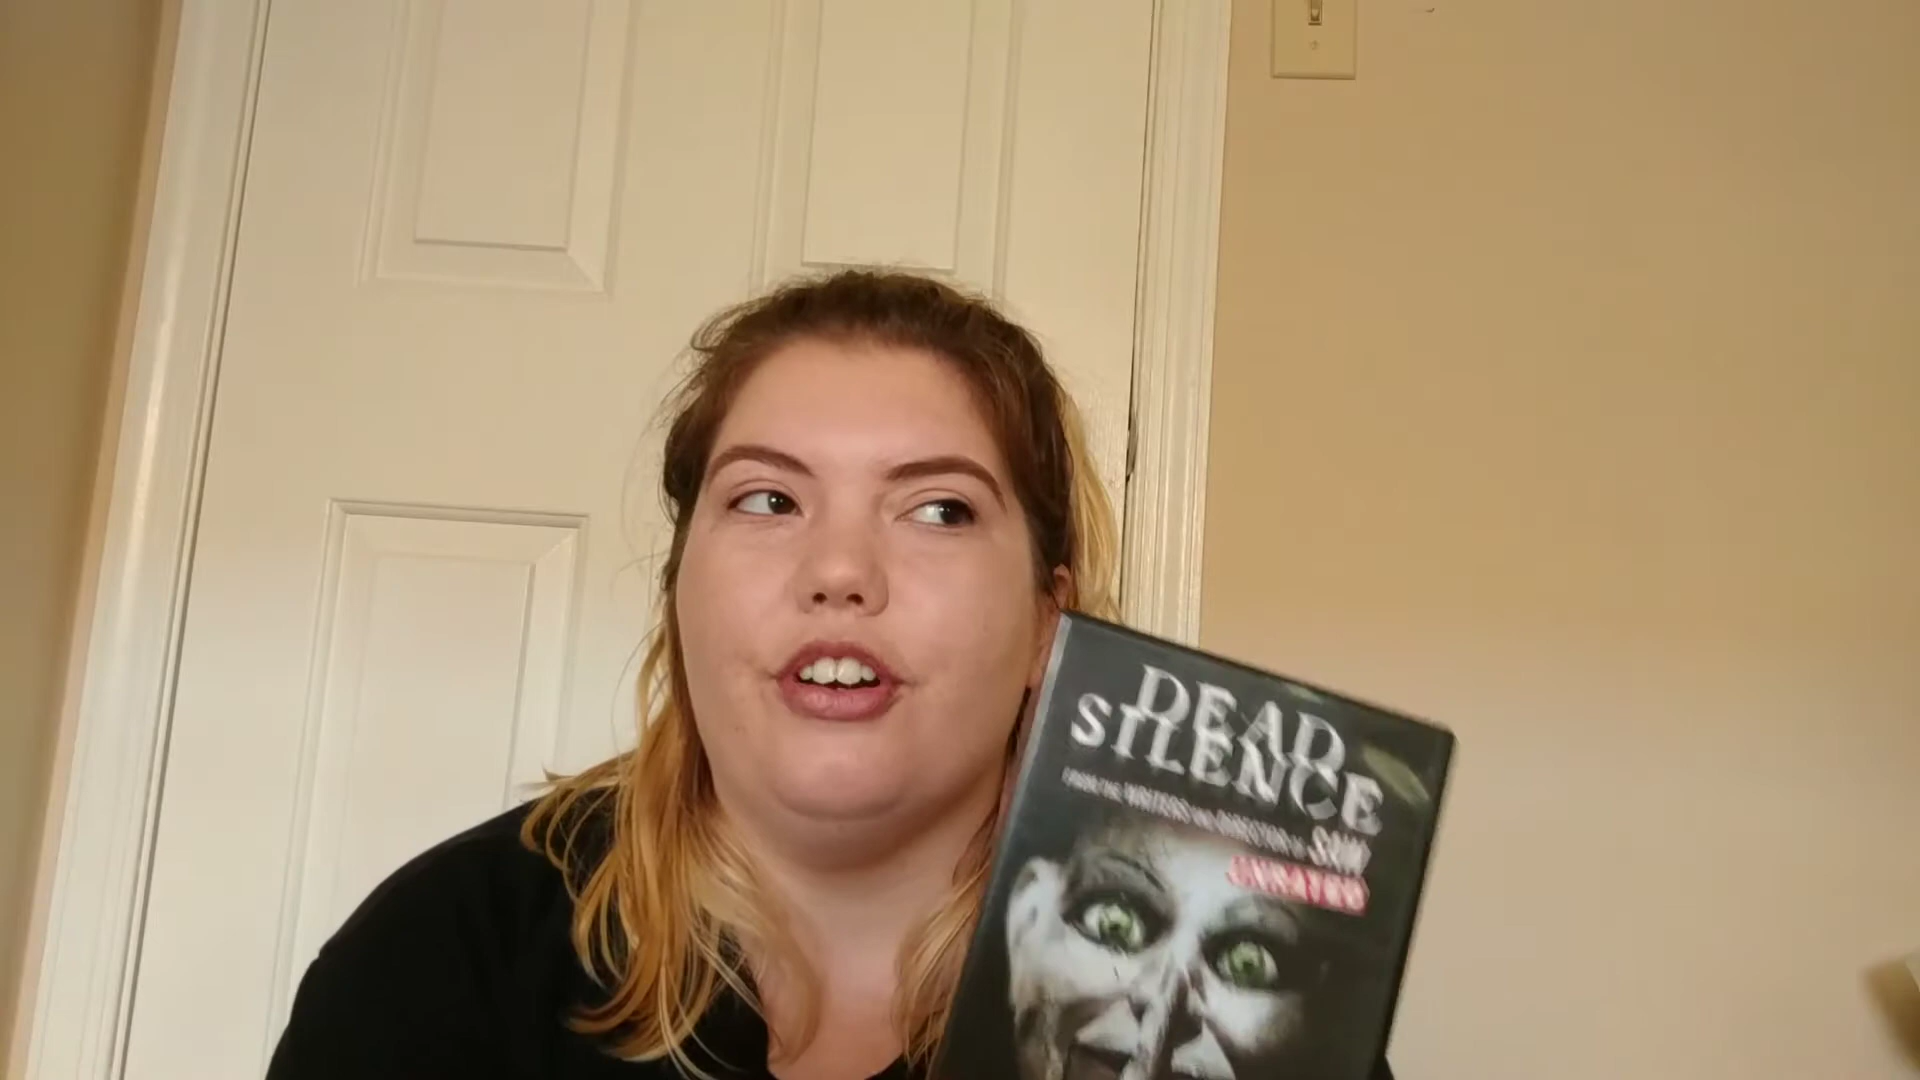 DEAD
SILENCE
FROM THE WRITERS AND DIRECTOR OF SAW
UNRATED